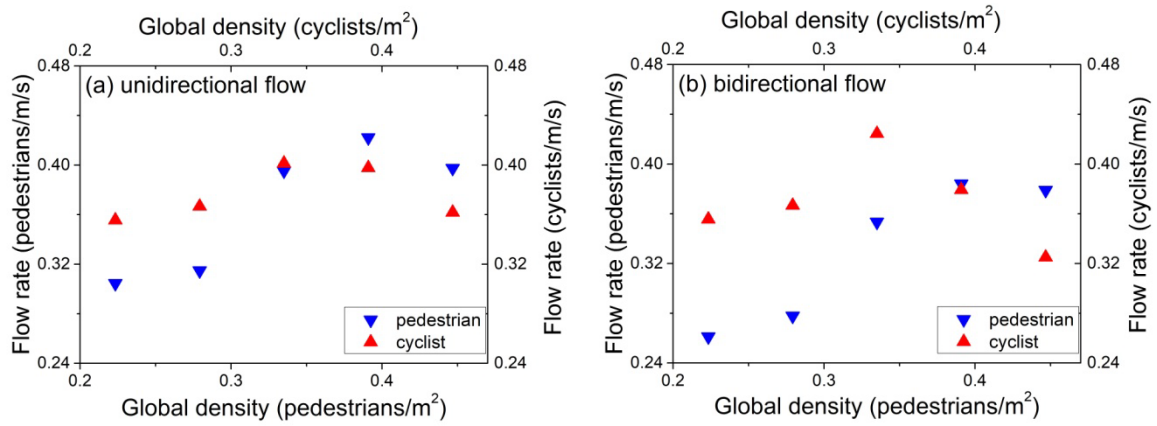 Global density (cyclists/m²)
0.2 0.3 0.4
0.48 0.48
(a) unidirectional flow
0.40 0.40
0.32 0.32
0.24 0.24
Flow rate (pedestrians/m/s)
Flow rate (cyclists/m/s)
pedestrian
cyclist
0.2 0.3 0.4
Global density (pedestrians/m²)
Global density (cyclists/m²)
0.2 0.3 0.4
0.48 0.48
(b) bidirectional flow
0.40 0.40
0.32 0.32
0.24 0.24
Flow rate (pedestrians/m/s)
Flow rate (cyclists/m/s)
pedestrian
cyclist
0.2 0.3 0.4
Global density (pedestrians/m²)